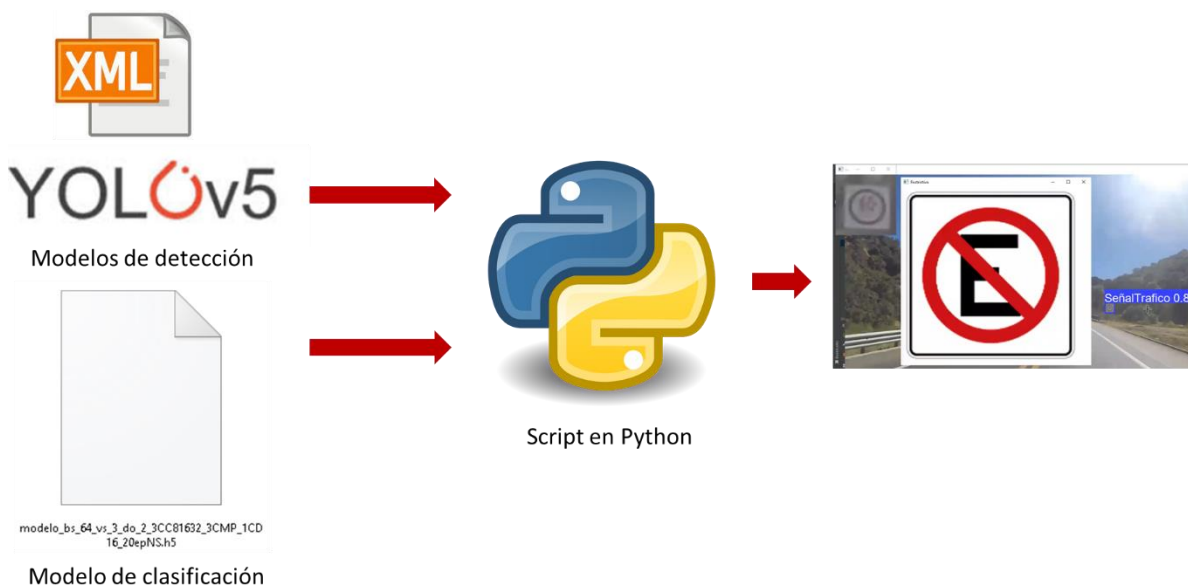 XML
YOLOv5
Modelos de detección
modelo_bs_64_vs_3_do_2_3CC81632_3CMP_1CD
16_20epNS.h5
Modelo de clasificación
Script en Python
E
SeñalTrafico 0.8